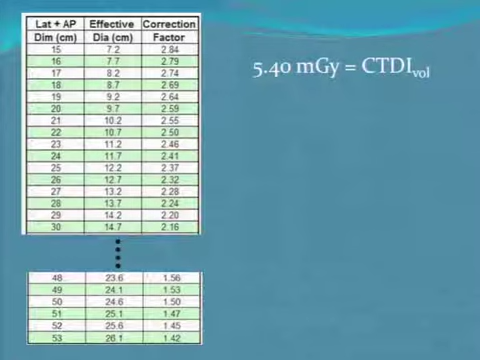 Lat + AP Effective Correction
Dim (cm) Dia (cm) Factor
15 7.2 2.84
16 7.7 2.79
17 8.2 2.74
18 8.7 2.69
19 9.2 2.64
20 9.7 2.59
21 10.2 2.55
22 10.7 2.50
23 11.2 2.46
24 11.7 2.41
25 12.2 2.37
26 12.7 2.32
27 13.2 2.28
28 13.7 2.24
29 14.2 2.20
30 14.7 2.16
48 23.6 1.56
49 24.1 1.53
50 24.6 1.50
51 25.1 1.47
52 25.6 1.45
53 26.1 1.42
5.40 mGy = CTDIvol